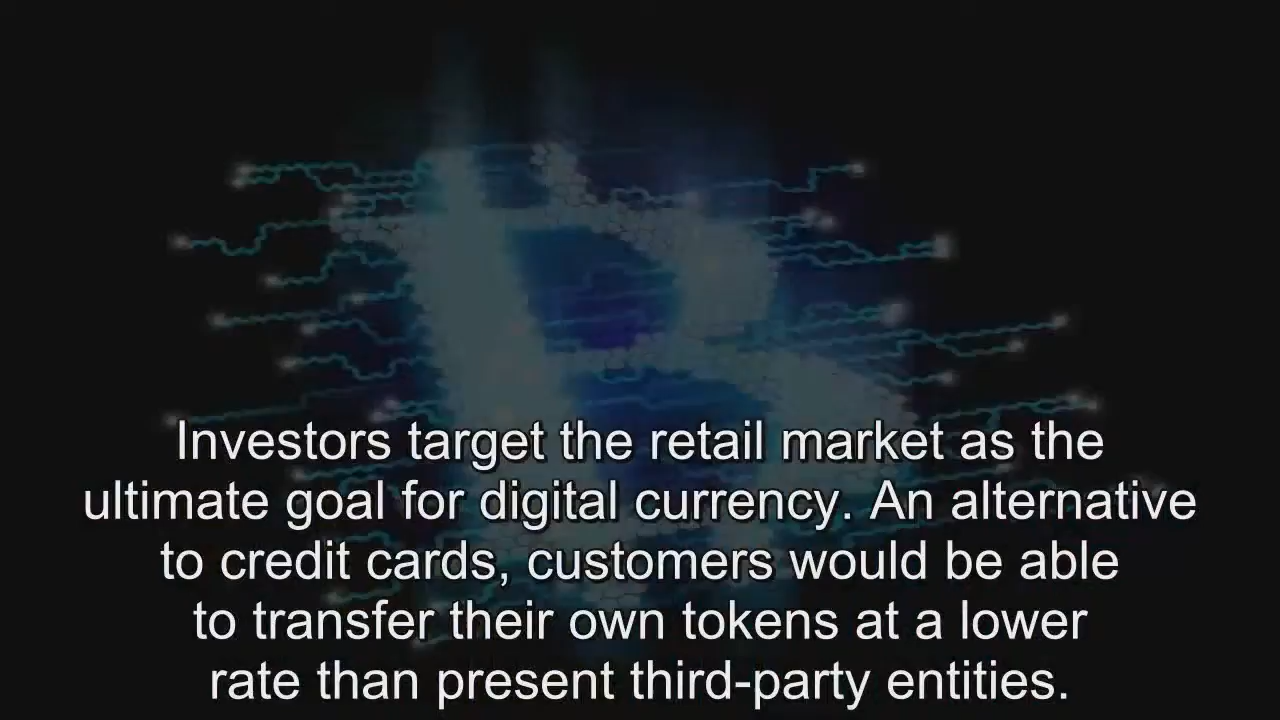 Investors target the retail market as the
ultimate goal for digital currency. An alternative
to credit cards, customers would be able
to transfer their own tokens at a lower
rate than present third-party entities.